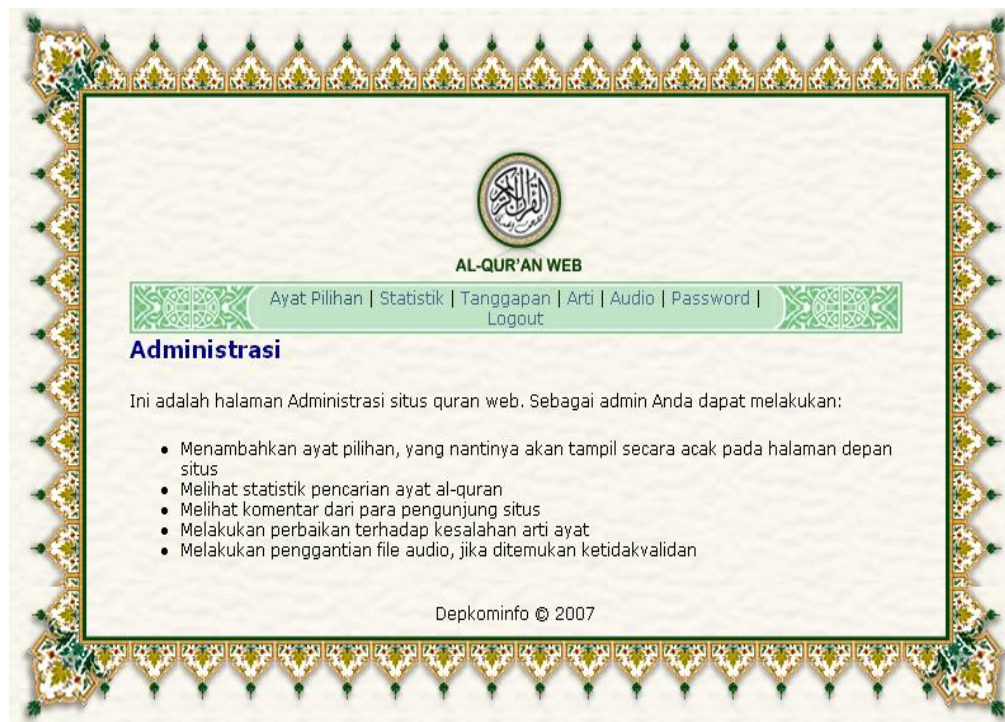 القرآن الكريم
AL-QUR'AN WEB
Ayat Pilihan | Statistik | Tanggapan | Arti | Audio | Password |
Logout
Administrasi
Ini adalah halaman Administrasi situs quran web. Sebagai admin Anda dapat melakukan:
• Menambahkan ayat pilihan, yang nantinya akan tampil secara acak pada halaman depan
situs
• Melihat statistik pencarian ayat al-quran
• Melihat komentar dari para pengunjung situs
• Melakukan perbaikan terhadap kesalahan arti ayat
• Melakukan penggantian file audio, jika ditemukan ketidakvalidan
Depkominfo © 2007